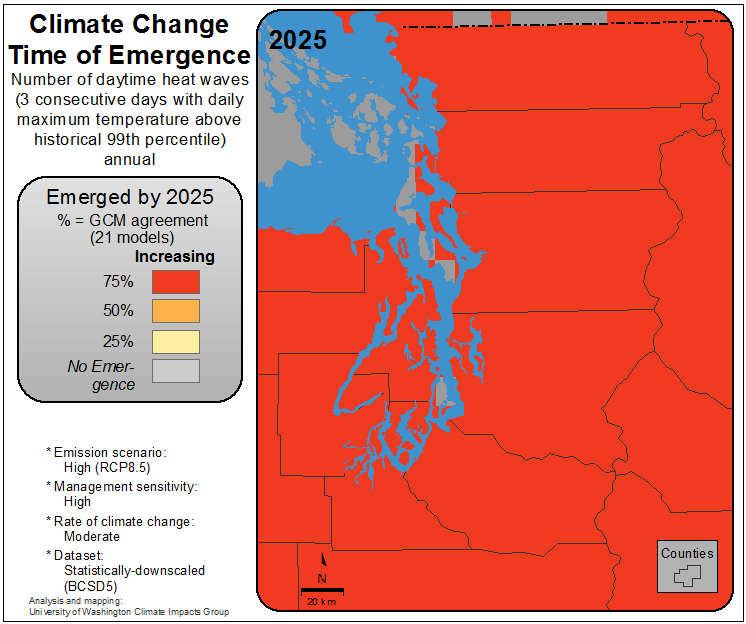 Climate Change
Time of Emergence
Number of daytime heat waves
(3 consecutive days with daily
maximum temperature above
historical 99th percentile)
annual
Emerged by 2025
% = GCM agreement
(21 models)
Increasing
75%
50%
25%
No Emer-
gence
* Emission scenario:
High (RCP8.5)
* Management sensitivity:
High
* Rate of climate change:
Moderate
* Dataset:
Statistically-downscaled
(BCSD5)
Analysis and mapping:
University of Washington Climate Impacts Group
2025
N
20 km
Counties